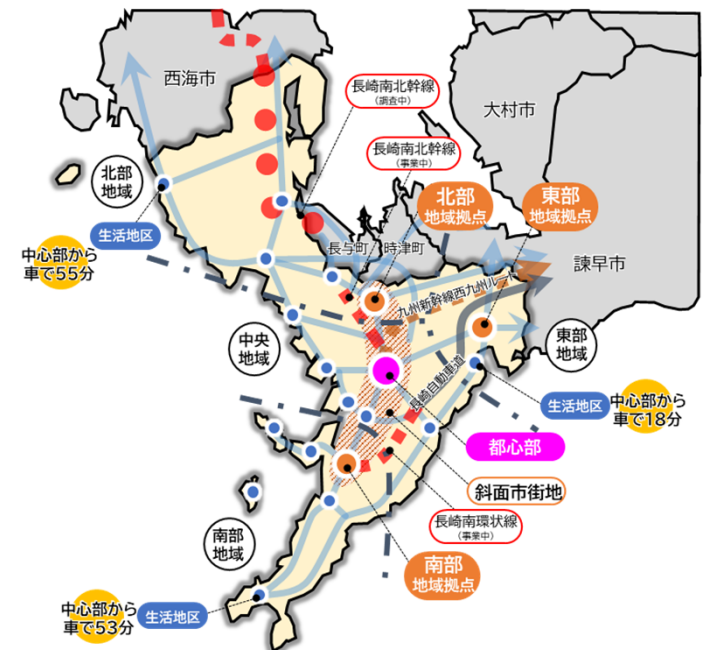 西海市
長崎南北幹線
（調査中）
大村市
長崎南北幹線
（事業中）
北部
地域
北部
地域拠点
東部
地域拠点
生活地区
中心部から
車で55分
長与町
時津町
諫早市
九州新幹線西九州ルート
中央
地域
東部
地域
長崎自動車道
生活地区
中心部から
車で18分
都心部
斜面市街地
長崎南環状線
（事業中）
南部
地域
南部
地域拠点
中心部から
車で53分
生活地区